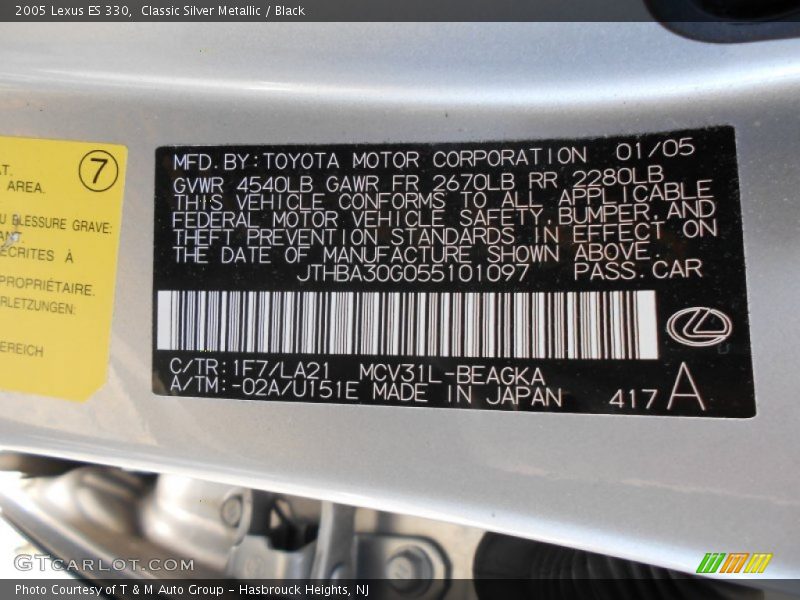 2005 Lexus ES 330, Classic Silver Metallic / Black
7
AT.
AREA.
U BLESSURE GRAVE:
ANT
ÉCRITES À
PROPRIÉTAIRE.
RLETZUNGEN:
EREICH
MFD. BY: TOYOTA MOTOR CORPORATION 01/05
GVWR 4540LB GAWR FR 2670LB RR 2280LB
THIS VEHICLE CONFORMS TO ALL APPLICABLE
FEDERAL MOTOR VEHICLE SAFETY, BUMPER, AND
THEFT PREVENTION STANDARDS IN EFFECT ON
THE DATE OF MANUFACTURE SHOWN ABOVE.
JTHBA30G055101097 PASS. CAR
C/TR: 1F7/LA21 MCV31L-BEAGKA
A/TM: -02A/U151E MADE IN JAPAN 417 A
GTCarLot.com
Photo Courtesy of T & M Auto Group - Hasbrouck Heights, NJ